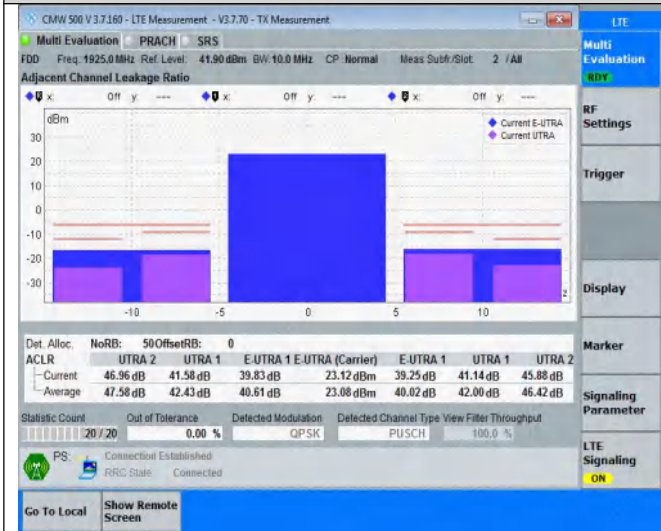 CMW 500 V 3.7.160 - LTE Measurement - V3.7.70 - TX Measurement
LTE
Multi Evaluation PRACH SRS
FDD Freq.: 1925.0 MHz Ref. Level: 41.90 dBm BW: 10.0 MHz CP: Normal Meas Subfr./Slot: 2 / All
Adjacent Channel Leakage Ratio
x: Off y: --- x: Off y: --- x: Off y: ---
dBm
Current E-UTRA
Current UTRA
30
20
10
0
-10
-20
-30
2
-10 -5 0 5 10
Det. Alloc. NoRB: 50 OffsetRB: 0
ACLR UTRA 2 UTRA 1 E-UTRA 1 E-UTRA (Carrier) E-UTRA 1 UTRA 1 UTRA 2
Current 46.96 dB 41.58 dB 39.83 dB 23.12 dBm 39.25 dB 41.14 dB 45.88 dB
Average 47.58 dB 42.43 dB 40.61 dB 23.08 dBm 40.02 dB 42.00 dB 46.42 dB
Statistic Count Out of Tolerance Detected Modulation Detected Channel Type View Filter Throughput
20 / 20 0.00 % QPSK PUSCH 100.0 %
PS: Connection Established
RRC State Connected
Multi
Evaluation
RDY
RF
Settings
Trigger
Display
Marker
Signaling
Parameter
LTE
Signaling
ON
Go To Local
Show Remote
Screen